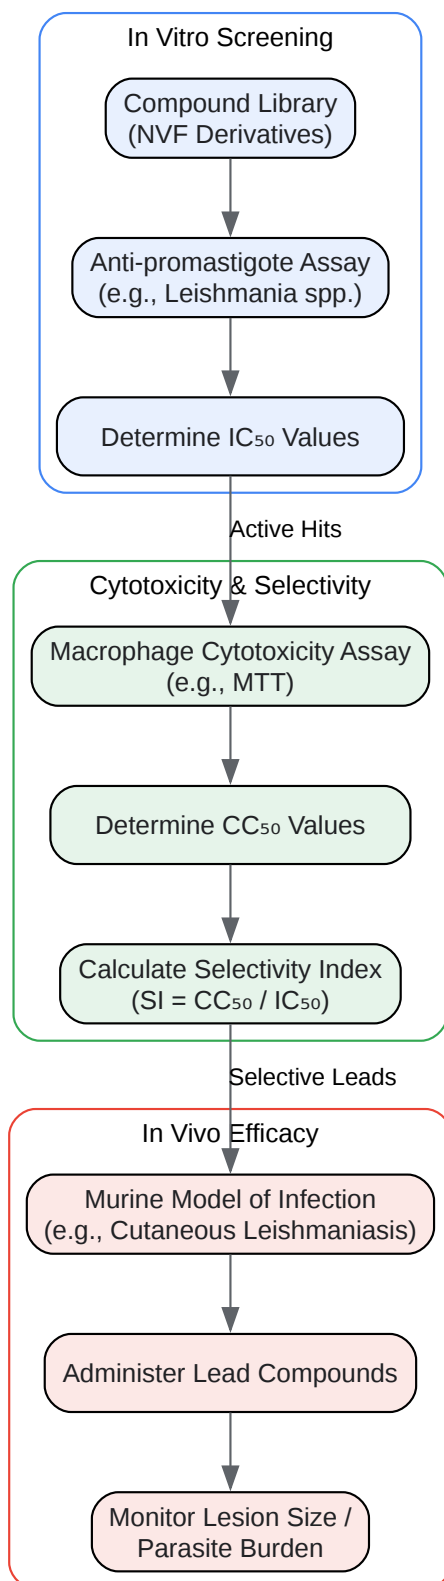 In Vitro Screening
Compound Library
(NVF Derivatives)
Anti-promastigote Assay
(e.g., Leishmania spp.)
Determine IC₅₀ Values
Active Hits
Cytotoxicity & Selectivity
Macrophage Cytotoxicity Assay
(e.g., MTT)
Determine CC₅₀ Values
Calculate Selectivity Index
(SI = CC₅₀ / IC₅₀)
Selective Leads
In Vivo Efficacy
Murine Model of Infection
(e.g., Cutaneous Leishmaniasis)
Administer Lead Compounds
Monitor Lesion Size /
Parasite Burden